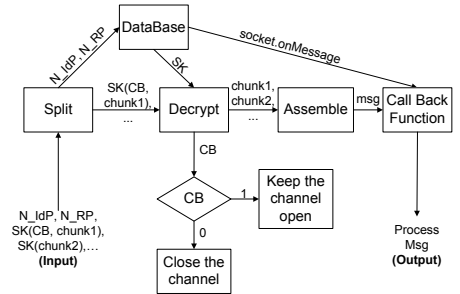 DataBase
N_IdP, N_RP
socket.onMessage
SK
Split
SK(CB,
chunk1),
...
Decrypt
chunk1,
chunk2,
...
Assemble
msg
Call Back
Function
CB
CB
1
Keep the
channel
open
0
Close the
channel
N_IdP, N_RP,
SK(CB, chunk1),
SK(chunk2),...
(Input)
Process
Msg
(Output)